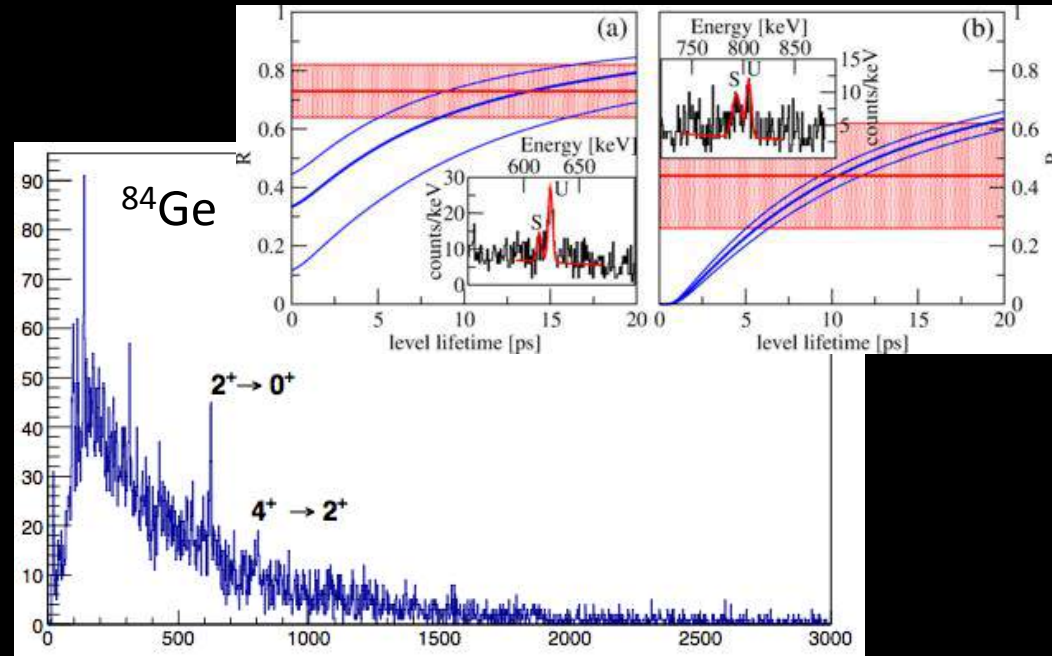 84Ge
2+ → 0+
4+ → 2+
90
80
70
60
50
40
30
20
10
0
0 500 1000 1500 2000 2500 3000
(a)
1
0.8
0.6
R
0.4
0.2
0
0 5 10 15 20
level lifetime [ps]
Energy [keV]
600 650
counts/keV
30
20
10
0
S U
(b)
Energy [keV]
750 800 850
15
10
5
counts/keV
S U
1
0.8
0.6
R
0.4
0.2
0
0 5 10 15 20
level lifetime [ps]